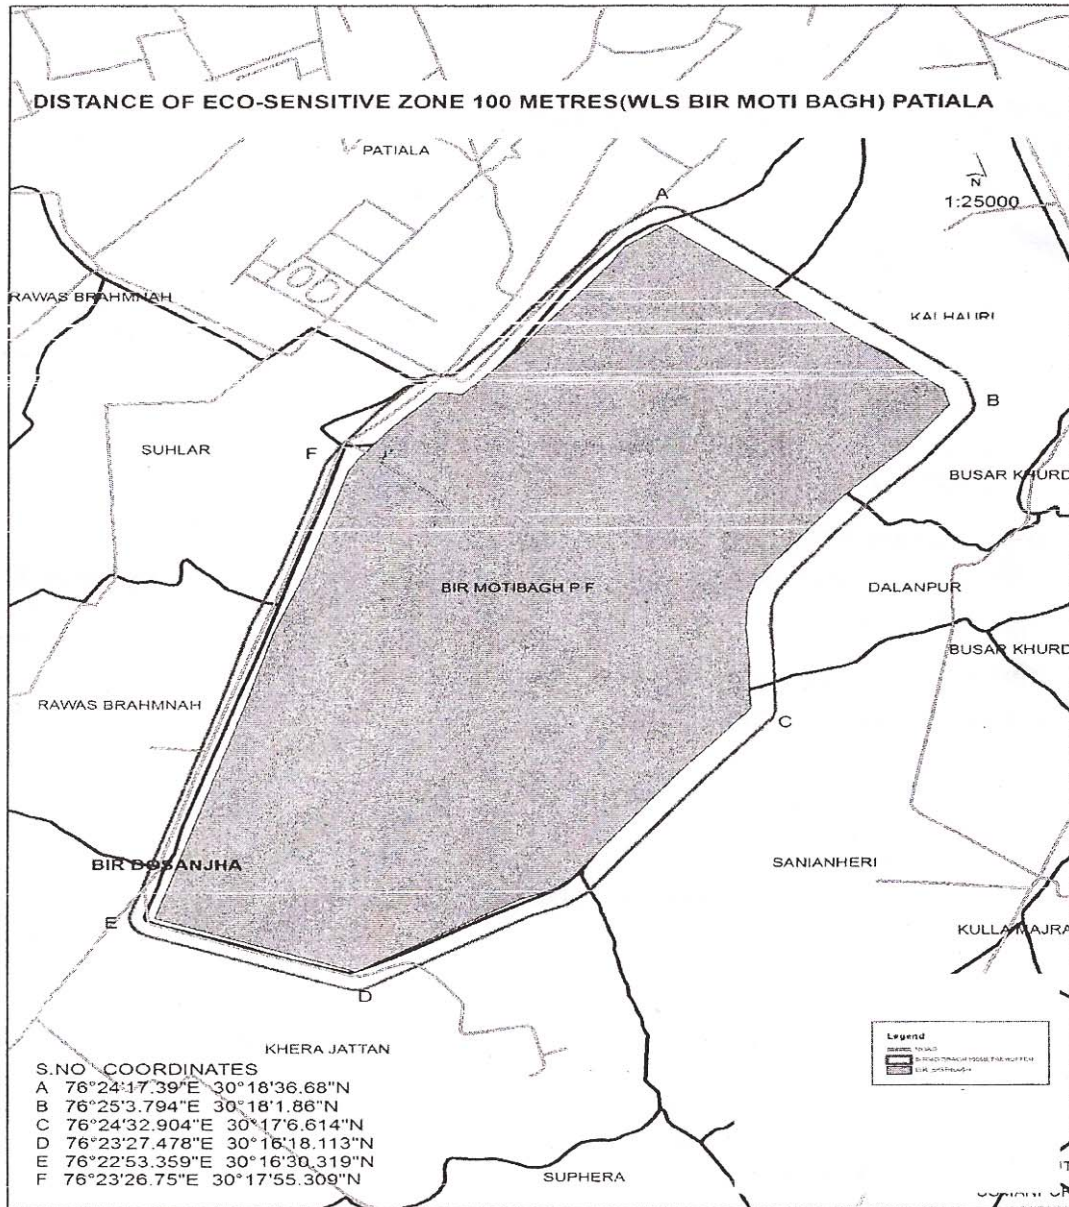 DISTANCE OF ECO-SENSITIVE ZONE 100 METRES(WLS BIR MOTI BAGH) PATIALA
PATIALA
N
1:25000
A
RAWAS BRAHMNAH
KALHAURI
B
SUHLAR
F
BUSAR KHURD
BIR MOTIBAGH P F
DALANPUR
BUSAR KHURD
RAWAS BRAHMNAH
C
BIR DOSANJHA
SANIANHERI
E
KULLA MAJRA
D
KHERA JATTAN
Legend
ROAD
S.NO COORDINATES
A 76°24'17.39"E 30°18'36.68"N
B 76°25'3.794"E 30°18'1.86"N
C 76°24'32.904"E 30°17'6.614"N
D 76°23'27.478"E 30°16'18.113"N
E 76°22'53.359"E 30°16'30.319"N
F 76°23'26.75"E 30°17'55.309"N
SUPHERA